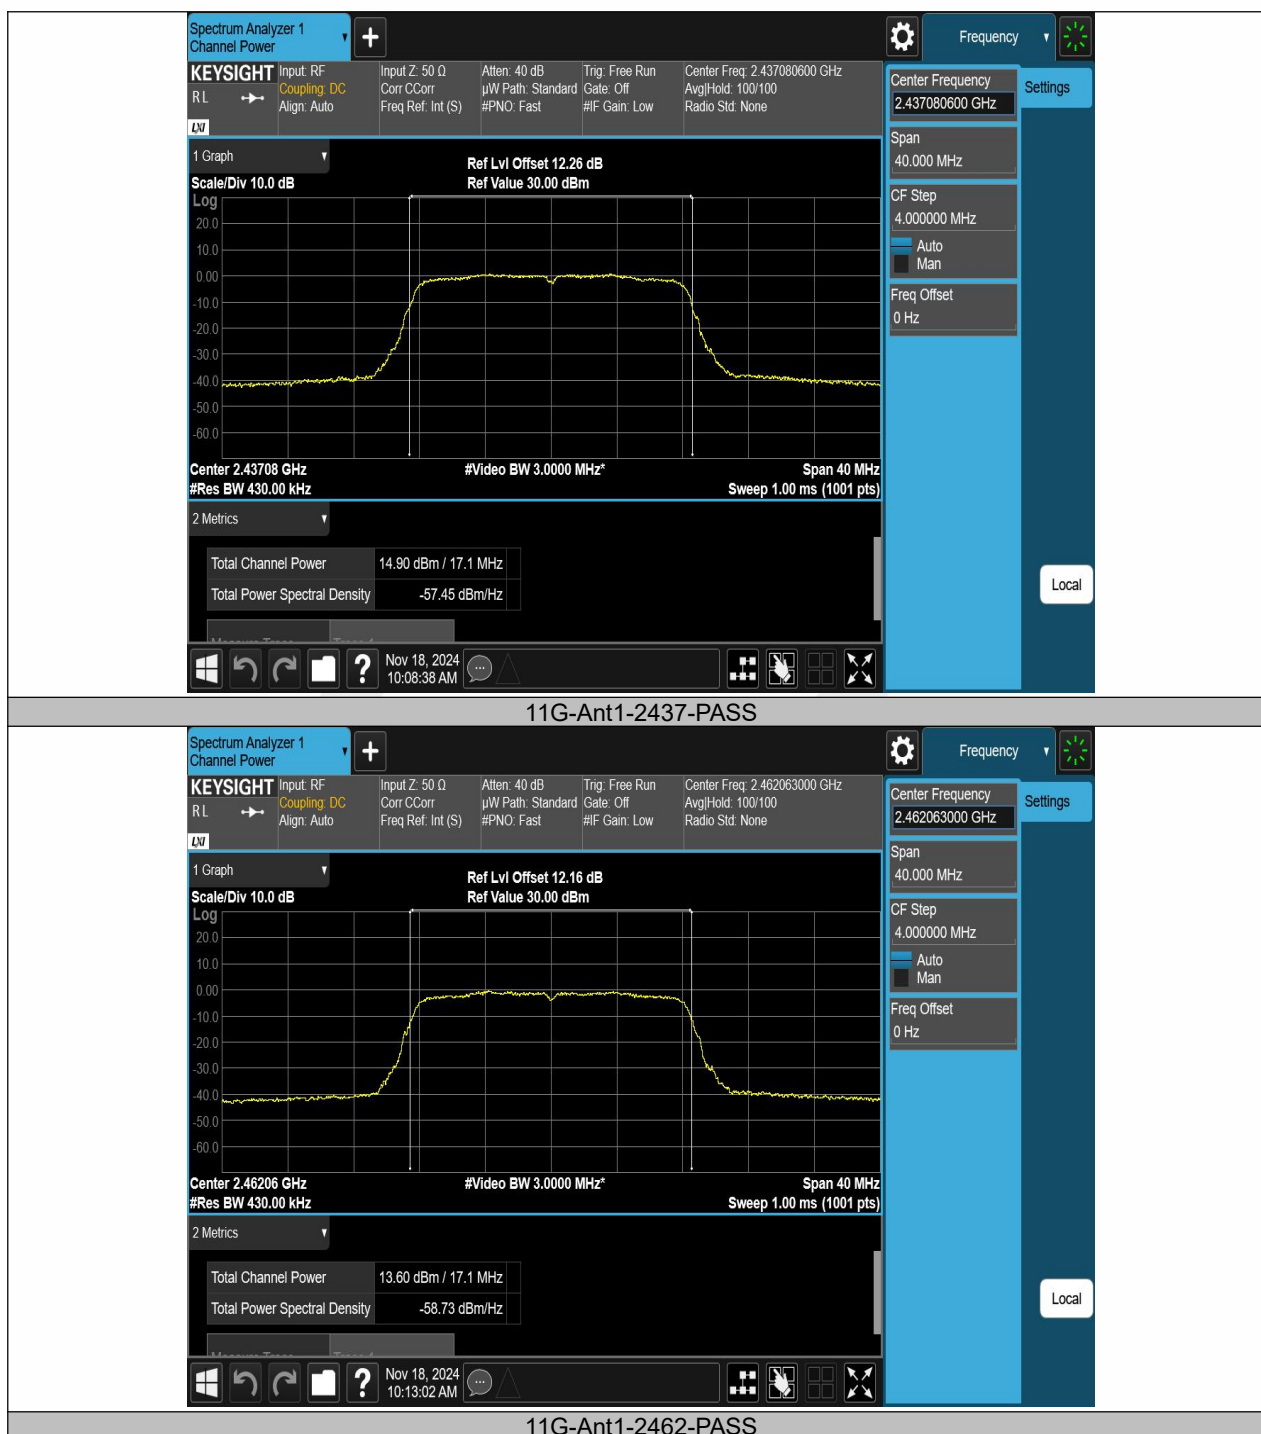 Spectrum Analyzer 1
Channel Power
Frequency
KEYSIGHT
R L
LXI
Input: RF
Coupling: DC
Align: Auto
Input Z: 50 Ω
Corr CCorr
Freq Ref: Int (S)
Atten: 40 dB
µW Path: Standard
#PNO: Fast
Trig: Free Run
Gate: Off
#IF Gain: Low
Center Freq: 2.437080600 GHz
Avg|Hold: 100/100
Radio Std: None
Center Frequency
2.437080600 GHz
Settings
Span
40.000 MHz
CF Step
4.000000 MHz
Auto
Man
Freq Offset
0 Hz
Local
1 Graph
Scale/Div 10.0 dB
Ref Lvl Offset 12.26 dB
Ref Value 30.00 dBm
Log
20.0
10.0
0.00
-10.0
-20.0
-30.0
-40.0
-50.0
-60.0
Center 2.43708 GHz
#Res BW 430.00 kHz
#Video BW 3.0000 MHz*
Span 40 MHz
Sweep 1.00 ms (1001 pts)
2 Metrics
Total Channel Power 14.90 dBm / 17.1 MHz
Total Power Spectral Density -57.45 dBm/Hz
Nov 18, 2024
10:08:38 AM
11G-Ant1-2437-PASS
Spectrum Analyzer 1
Channel Power
Frequency
KEYSIGHT
R L
LXI
Input: RF
Coupling: DC
Align: Auto
Input Z: 50 Ω
Corr CCorr
Freq Ref: Int (S)
Atten: 40 dB
µW Path: Standard
#PNO: Fast
Trig: Free Run
Gate: Off
#IF Gain: Low
Center Freq: 2.462063000 GHz
Avg|Hold: 100/100
Radio Std: None
Center Frequency
2.462063000 GHz
Settings
Span
40.000 MHz
CF Step
4.000000 MHz
Auto
Man
Freq Offset
0 Hz
Local
1 Graph
Scale/Div 10.0 dB
Ref Lvl Offset 12.16 dB
Ref Value 30.00 dBm
Log
20.0
10.0
0.00
-10.0
-20.0
-30.0
-40.0
-50.0
-60.0
Center 2.46206 GHz
#Res BW 430.00 kHz
#Video BW 3.0000 MHz*
Span 40 MHz
Sweep 1.00 ms (1001 pts)
2 Metrics
Total Channel Power 13.60 dBm / 17.1 MHz
Total Power Spectral Density -58.73 dBm/Hz
Nov 18, 2024
10:13:02 AM
11G-Ant1-2462-PASS